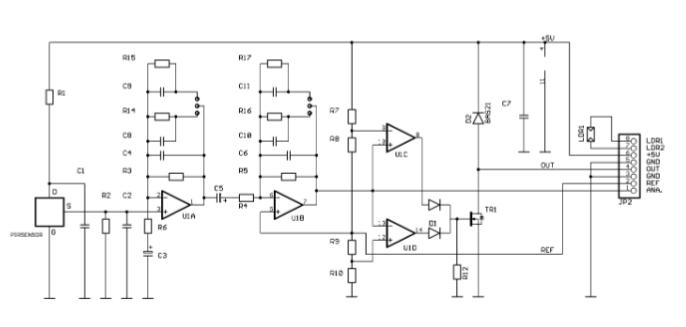 +5V
R15
R17
R1
C9
C11
R14
R16
R7
D2
BAS21
C7
C8
C10
R8
LDR1
U1C
LDR1
LDR2
+5V
GND
OUT
GND
REF
ANA.
JP2
C4
C6
R3
R5
OUT
C1
D
S
G
PIRSENSOR
R2
C2
U1A
C5
R4
U1B
R6
C3
D1
TR1
R9
U1D
REF
R10
R12